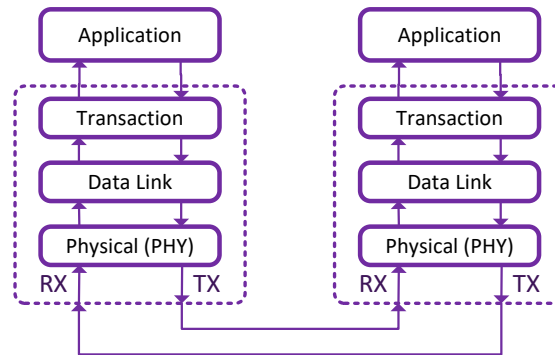 Application
Application
Transaction
Transaction
Data Link
Data Link
Physical (PHY)
Physical (PHY)
RX
TX
RX
TX